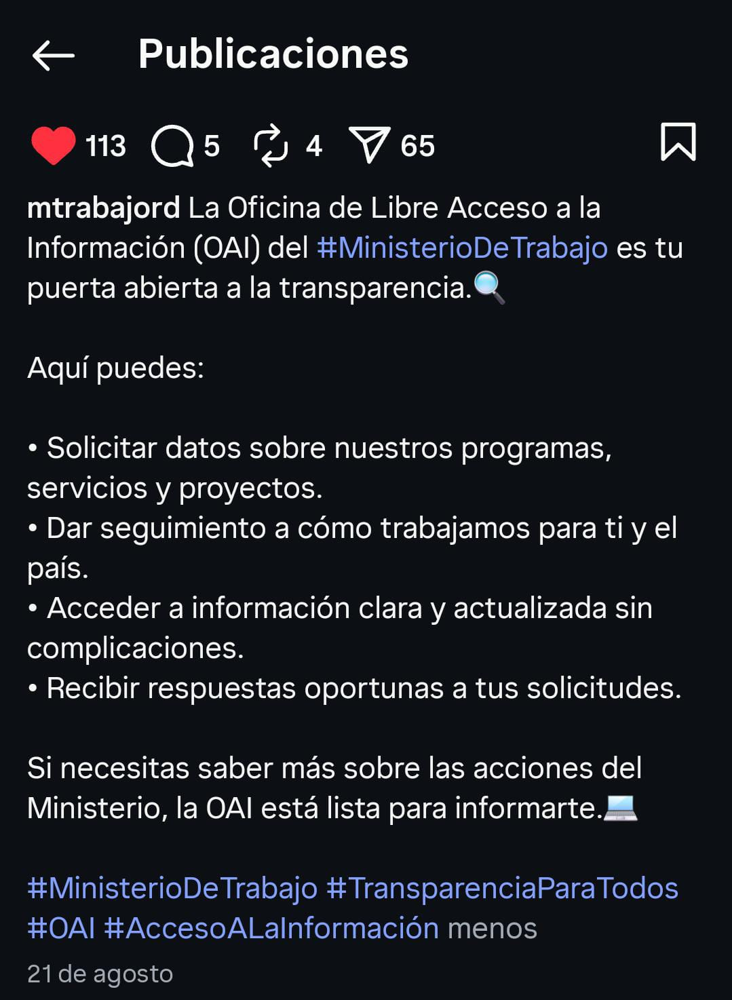 Publicaciones
113 5 4 65
mtrabajord La Oficina de Libre Acceso a la
Información (OAI) del #MinisterioDeTrabajo es tu
puerta abierta a la transparencia.🔍
Aquí puedes:
• Solicitar datos sobre nuestros programas,
servicios y proyectos.
• Dar seguimiento a cómo trabajamos para ti y el
país.
• Acceder a información clara y actualizada sin
complicaciones.
• Recibir respuestas oportunas a tus solicitudes.
Si necesitas saber más sobre las acciones del
Ministerio, la OAI está lista para informarte.💻
#MinisterioDeTrabajo #TransparenciaParaTodos
#OAI #AccesoALaInformación menos
21 de agosto